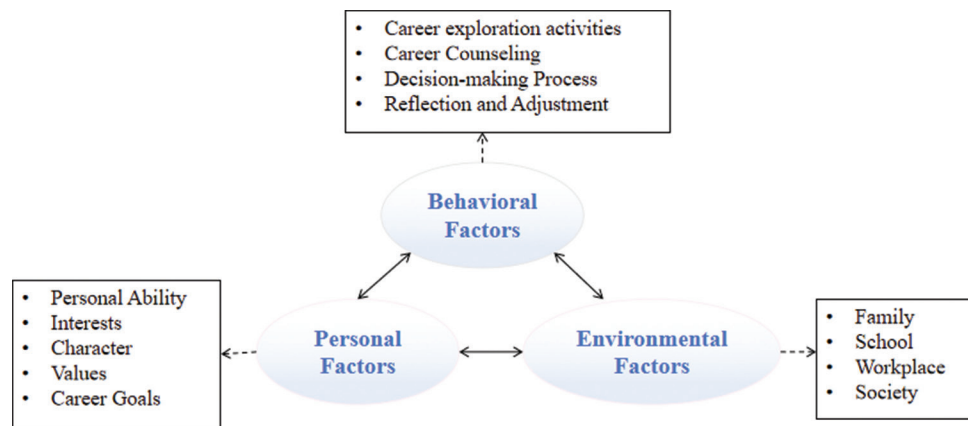 • Career exploration activities
• Career Counseling
• Decision-making Process
• Reflection and Adjustment
Behavioral
Factors
• Personal Ability
• Interests
• Character
• Values
• Career Goals
Personal
Factors
Environmental
Factors
• Family
• School
• Workplace
• Society